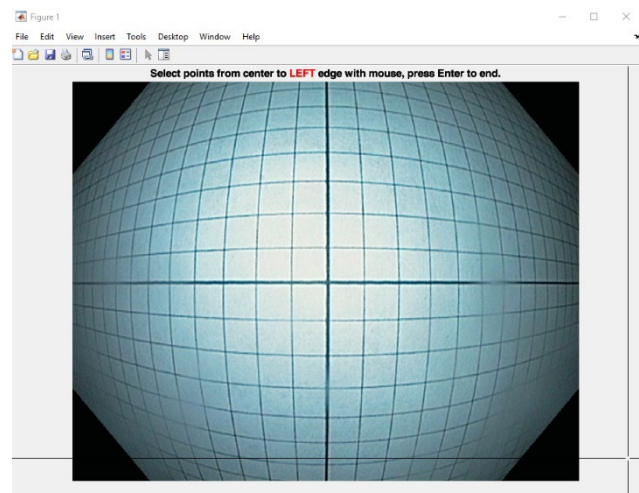 Figure 1
File Edit View Insert Tools Desktop Window Help
Select points from center to LEFT edge with mouse, press Enter to end.